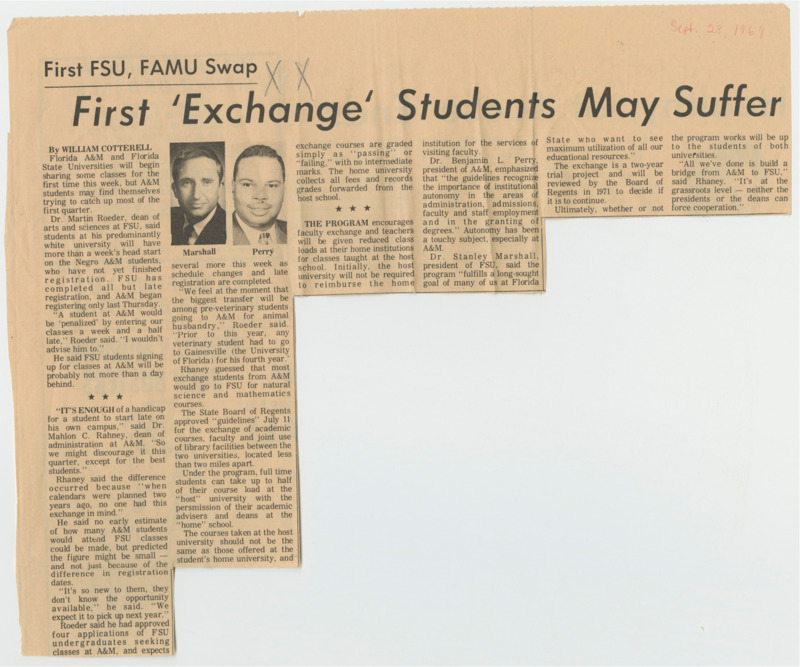 Sept. 28, 1969
First FSU, FAMU Swap
X X
First 'Exchange' Students May Suffer
By WILLIAM COTTERELL
Florida A&M and Florida
State Universities will begin
sharing some classes for the
first time this week, but A&M
students may find themselves
trying to catch up most of the
first quarter.
Dr. Martin Roeder, dean of
arts and sciences at FSU, said
students at his predominantly
white university will have
more than a week's head start
on the Negro A&M students,
who have not yet finished
registration. FSU has
completed all but late
registration, and A&M began
registering only last Thursday.
"A student at A&M would
be 'penalized' by entering our
classes a week and a half
late," Roeder said. "I wouldn't
advise him to."
He said FSU students signing
up for classes at A&M will be
probably not more than a day
behind.
★ ★ ★
"IT'S ENOUGH of a handicap
for a student to start late on
his own campus," said Dr.
Mahlon C. Rahney, dean of
administration at A&M. "So
we might discourage it this
quarter, except for the best
students."
Rhaney said the difference
occurred because "when
calendars were planned two
years ago, no one had this
exchange in mind."
He said no early estimate
of how many A&M students
would attend FSU classes
could be made, but predicted
the figure might be small —
and not just because of the
difference in registration
dates.
"It's so new to them, they
don't know the opportunity
available," he said. "We
expect it to pick up next year."
Roeder said he had approved
four applications of FSU
undergraduates seeking
classes at A&M, and expects
Marshall Perry
several more this week as
schedule changes and late
registration are completed.
"We feel at the moment that
the biggest transfer will be
among pre-veterinary students
going to A&M for animal
husbandry," Roeder said.
"Prior to this year, any
veterinary student had to go
to Gainesville (the University
of Florida) for his fourth year.'
Rhaney guessed that most
exchange students from A&M
would go to FSU for natural
science and mathematics
courses.
The State Board of Regents
approved "guidelines" July 11
for the exchange of academic
courses, faculty and joint use
of library facilities between the
two universities, located less
than two miles apart.
Under the program, full time
students can take up to half
of their course load at the
"host" university with the
persmission of their academic
advisers and deans at the
"home" school.
The courses taken at the host
university should not be the
same as those offered at the
student's home university, and
exchange courses are graded
simply as "passing" or
"failing," with no intermediate
marks. The home university
collects all fees and records
grades forwarded from the
host school.
★ ★ ★
THE PROGRAM encourages
faculty exchange and teachers
will be given reduced class
loads at their home institutions
for classes taught at the host
school. Initially, the host
university will not be required
to reimburse the home
institution for the services of
visiting faculty.
Dr. Benjamin L. Perry,
president of A&M, emphasized
that "the guidelines recognize
the importance of institutional
autonomy in the areas of
administration, admissions,
faculty and staff employment
and in the granting of
degrees." Autonomy has been
a touchy subject, especially at
A&M.
Dr. Stanley Marshall,
president of FSU, said the
program "fulfills a long-sought
goal of many of us at Florida
State who want to see
maximum utilization of all our
educational resources."
The exchange is a two-year
trial project and will be
reviewed by the Board of
Regents in 1971 to decide if
it is to continue.
Ultimately, whether or not
the program works will be up
to the students of both
universities.
"All we've done is build a
bridge from A&M to FSU,"
said Rhaney. "It's at the
grassroots level — neither the
presidents or the deans can
force cooperation."